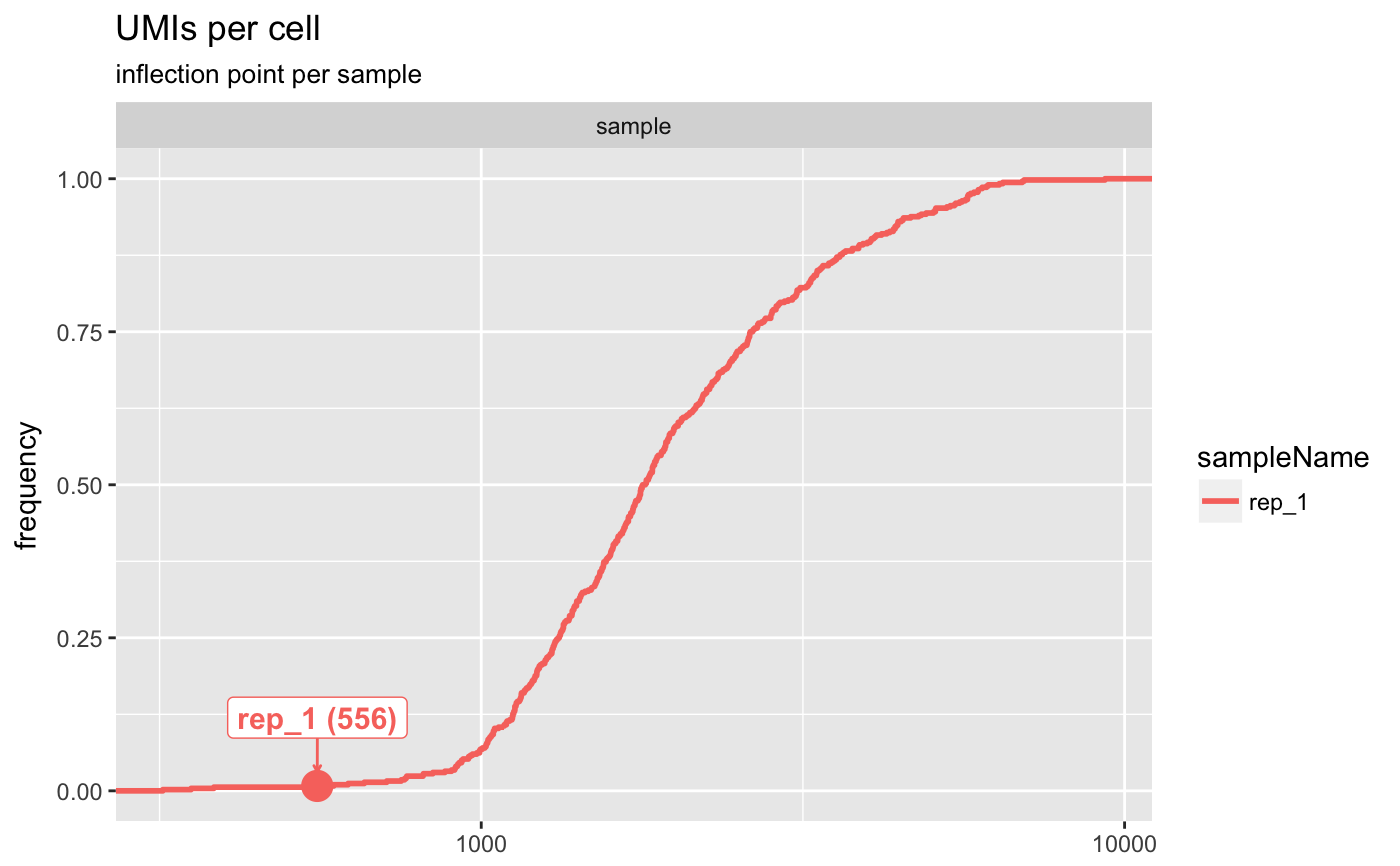 UMIs per cell
inflection point per sample
sample
1.00
0.75
0.50
0.25
0.00
frequency
rep_1 (556)
1000
10000
sampleName
rep_1